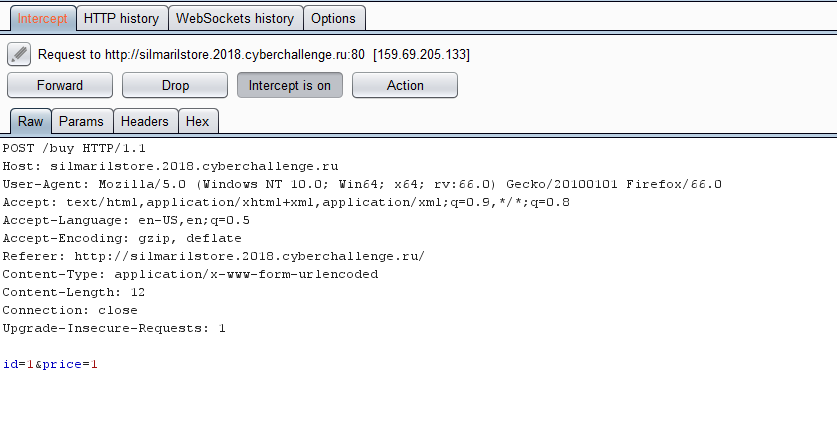 Intercept HTTP history WebSockets history Options
Request to http://silmarilstore.2018.cyberchallenge.ru:80 [159.69.205.133]
Forward Drop Intercept is on Action
Raw Params Headers Hex
POST /buy HTTP/1.1
Host: silmarilstore.2018.cyberchallenge.ru
User-Agent: Mozilla/5.0 (Windows NT 10.0; Win64; x64; rv:66.0) Gecko/20100101 Firefox/66.0
Accept: text/html,application/xhtml+xml,application/xml;q=0.9,*/*;q=0.8
Accept-Language: en-US,en;q=0.5
Accept-Encoding: gzip, deflate
Referer: http://silmarilstore.2018.cyberchallenge.ru/
Content-Type: application/x-www-form-urlencoded
Content-Length: 12
Connection: close
Upgrade-Insecure-Requests: 1
id=1&price=1